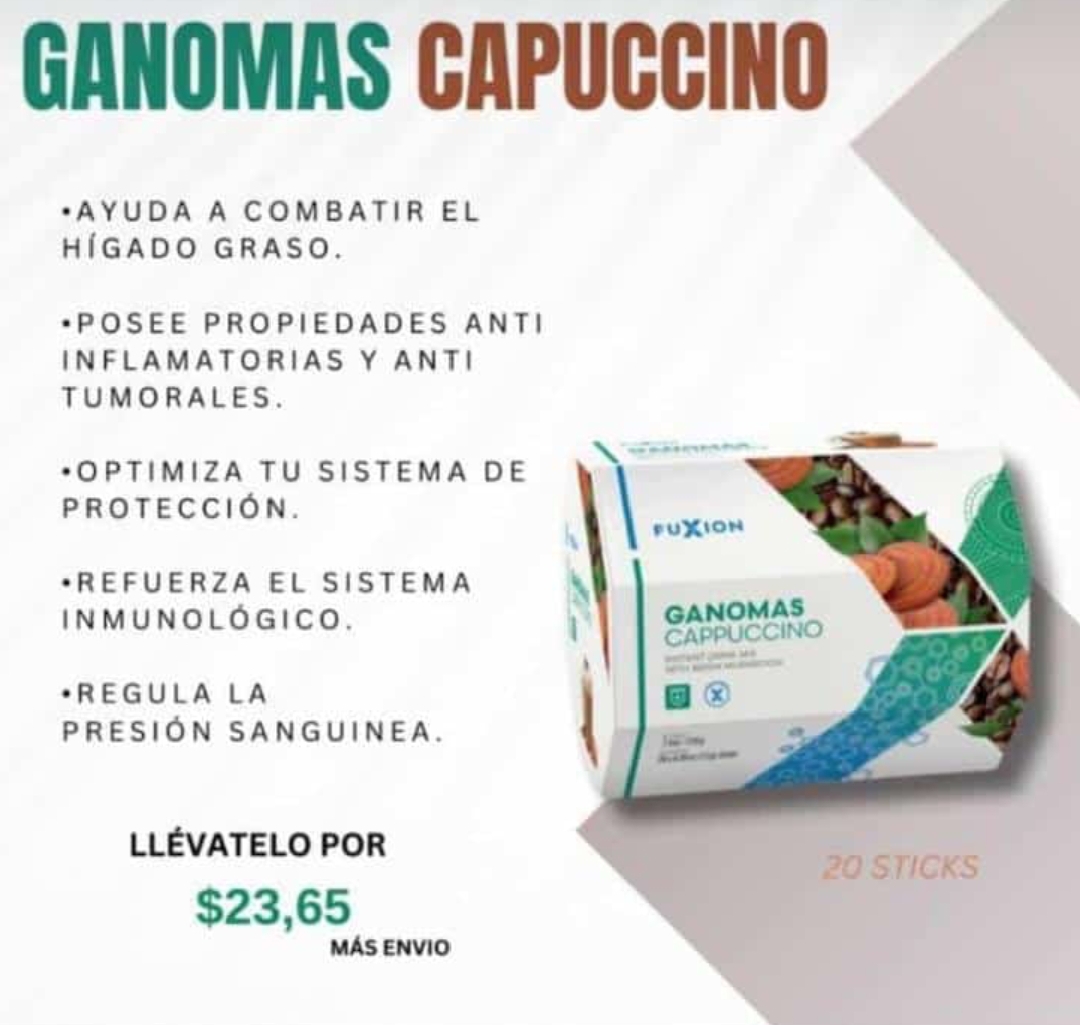 GANOMAS CAPUCCINO
•AYUDA A COMBATIR EL
HÍGADO GRASO.
•POSEE PROPIEDADES ANTI
INFLAMATORIAS Y ANTI
TUMORALES.
•OPTIMIZA TU SISTEMA DE
PROTECCIÓN.
•REFUERZA EL SISTEMA
INMUNOLÓGICO.
•REGULA LA
PRESIÓN SANGUINEA.
LLÉVATELO POR
$23,65
MÁS ENVIO
FUXION
GANOMAS
CAPPUCCINO
20 STICKS